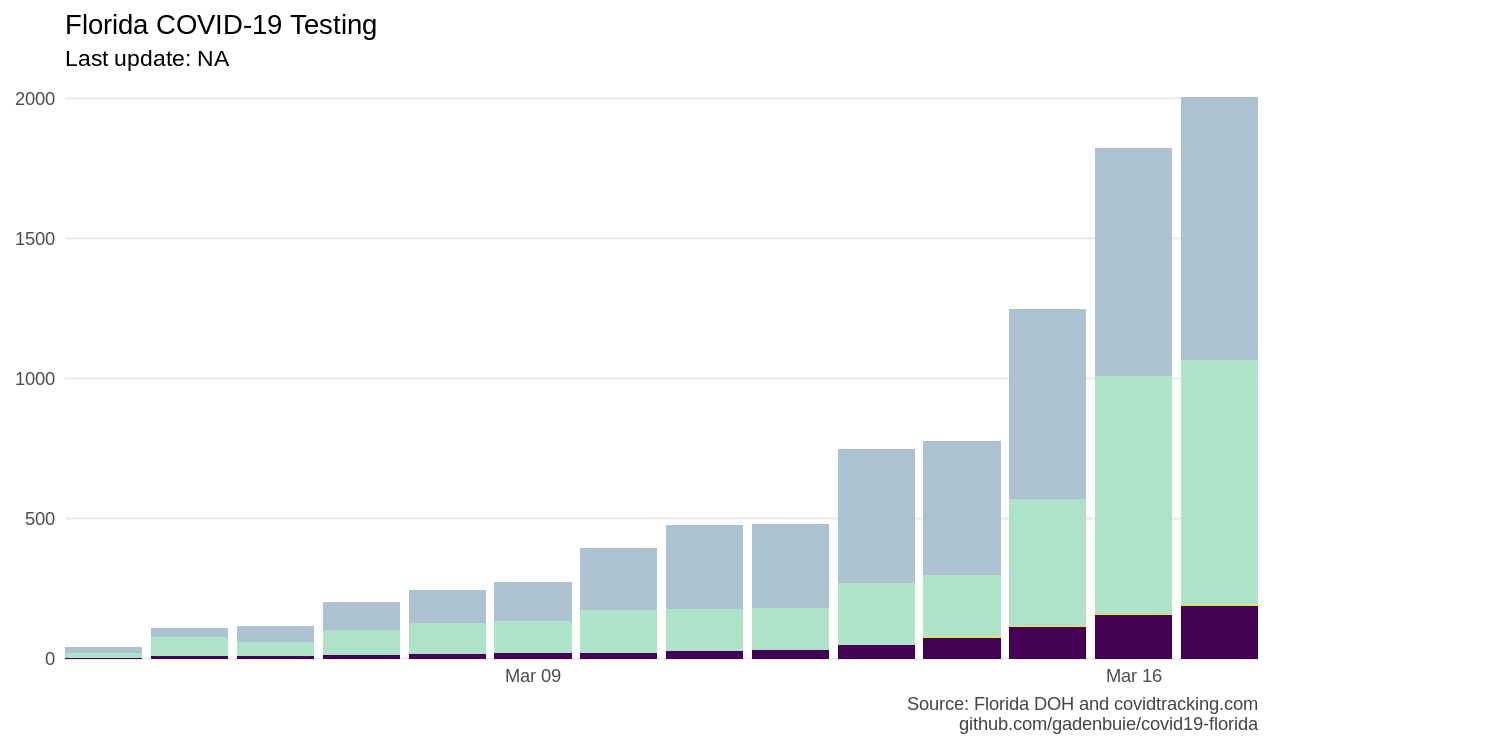 Florida COVID-19 Testing
Last update: NA
2000
1500
1000
500
0
Mar 09
Mar 16
Source: Florida DOH and covidtracking.com
github.com/gadenbuie/covid19-florida